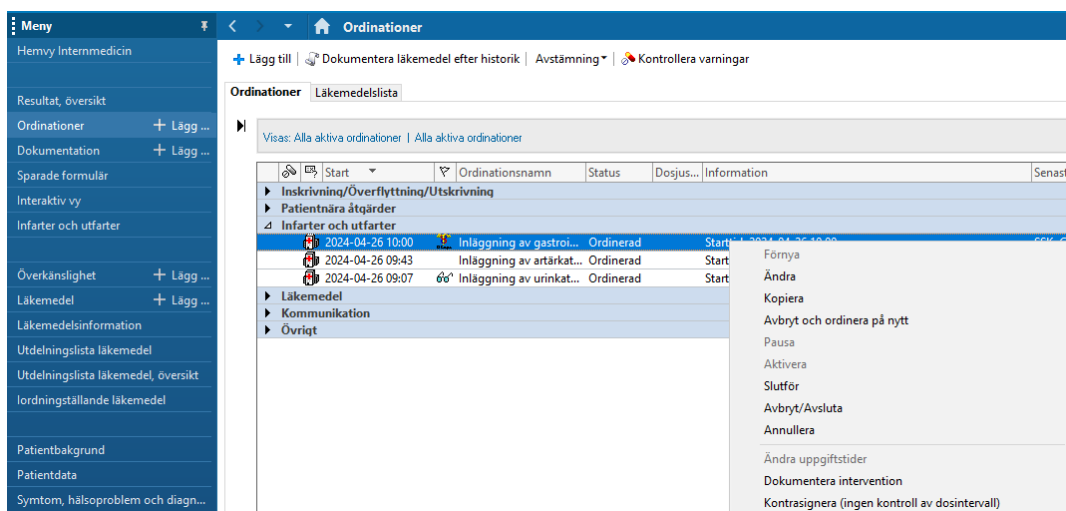 Meny
Ordinationer
Hemvy Internmedicin
Resultat, översikt
Ordinationer + Lägg ...
Dokumentation + Lägg ...
Sparade formulär
Interaktiv vy
Infarter och utfarter
Överkänslighet + Lägg ...
Läkemedel + Lägg ...
Läkemedelsinformation
Utdelningslista läkemedel
Utdelningslista läkemedel, översikt
Iordningställande läkemedel
Patientbakgrund
Patientdata
Symtom, hälsoproblem och diagn...
+ Lägg till | Dokumentera läkemedel efter historik | Avstämning | Kontrollera varningar
Ordinationer Läkemedelslista
Visas: Alla aktiva ordinationer | Alla aktiva ordinationer
Start Ordinationsnamn Status Dosjus... Information Senast
Inskrivning/Överflyttning/Utskrivning
Patientnära åtgärder
Infarter och utfarter
2024-04-26 10:00 Inläggning av gastroi... Ordinerad
2024-04-26 09:43 Inläggning av artärkat... Ordinerad Start
2024-04-26 09:07 Inläggning av urinkat... Ordinerad Start
Läkemedel
Kommunikation
Övrigt
Förnya
Ändra
Kopiera
Avbryt och ordinera på nytt
Pausa
Aktivera
Slutför
Avbryt/Avsluta
Annullera
Ändra uppgiftstider
Dokumentera intervention
Kontrasignera (ingen kontroll av dosintervall)